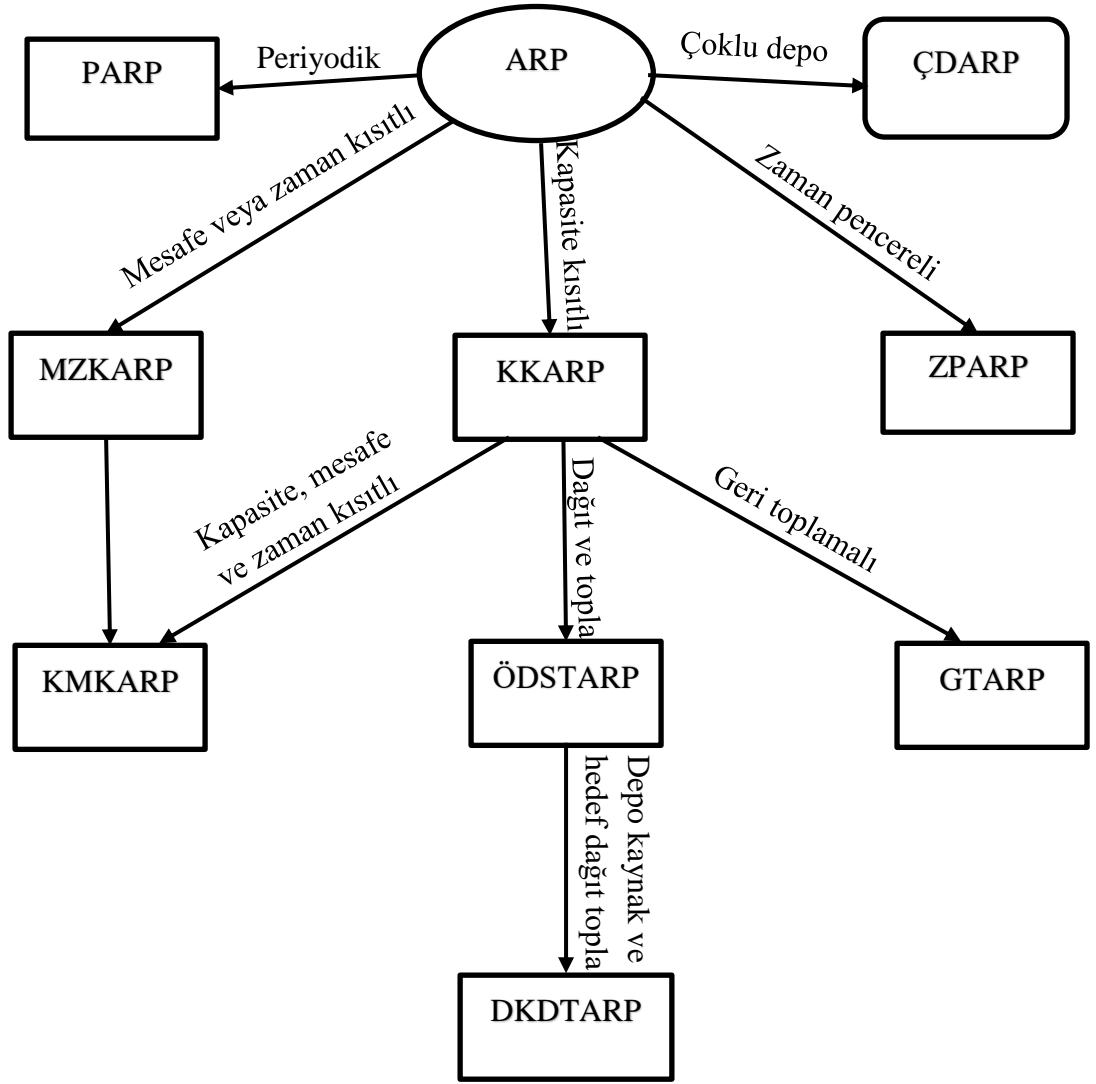 PARP
Periyodik
ARP
Çoklu depo
ÇDARP
Mesafe veya zaman kısıtlı
Kapasite kısıtlı
Zaman pencereli
MZKARP
KKARP
ZPARP
Kapasite, mesafe
ve zaman kısıtlı
Dağıt ve topla
Geri toplamalı
KMKARP
ÖDSTARP
GTARP
Depo kaynak ve
hedef dağıt topla
DKDTARP